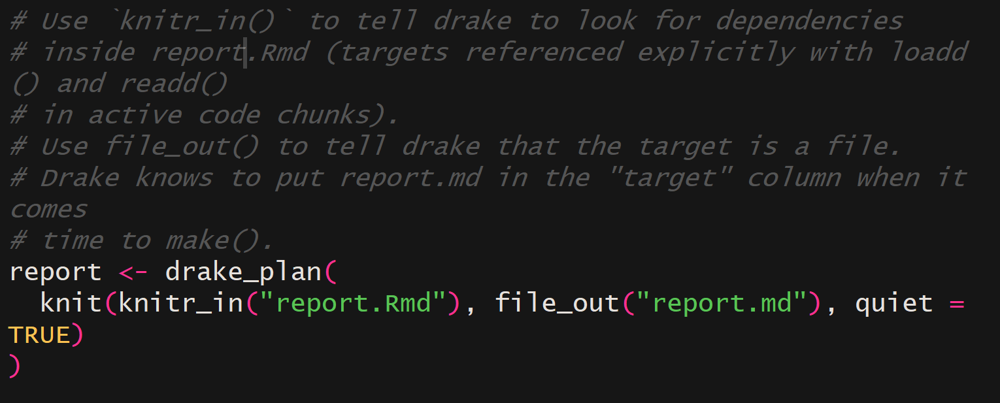 # Use `knitr_in()` to tell drake to look for dependencies
# inside report.Rmd (targets referenced explicitly with loadd
() and readd()
# in active code chunks).
# Use file_out() to tell drake that the target is a file.
# Drake knows to put report.md in the "target" column when it
comes
# time to make().
report <- drake_plan(
  knit(knitr_in("report.Rmd"), file_out("report.md"), quiet =
TRUE)
)